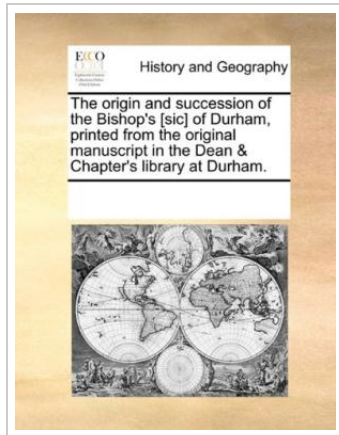 ECCO
History and Geography
The origin and succession of
the Bishop's [sic] of Durham,
printed from the original
manuscript in the Dean &
Chapter's library at Durham.